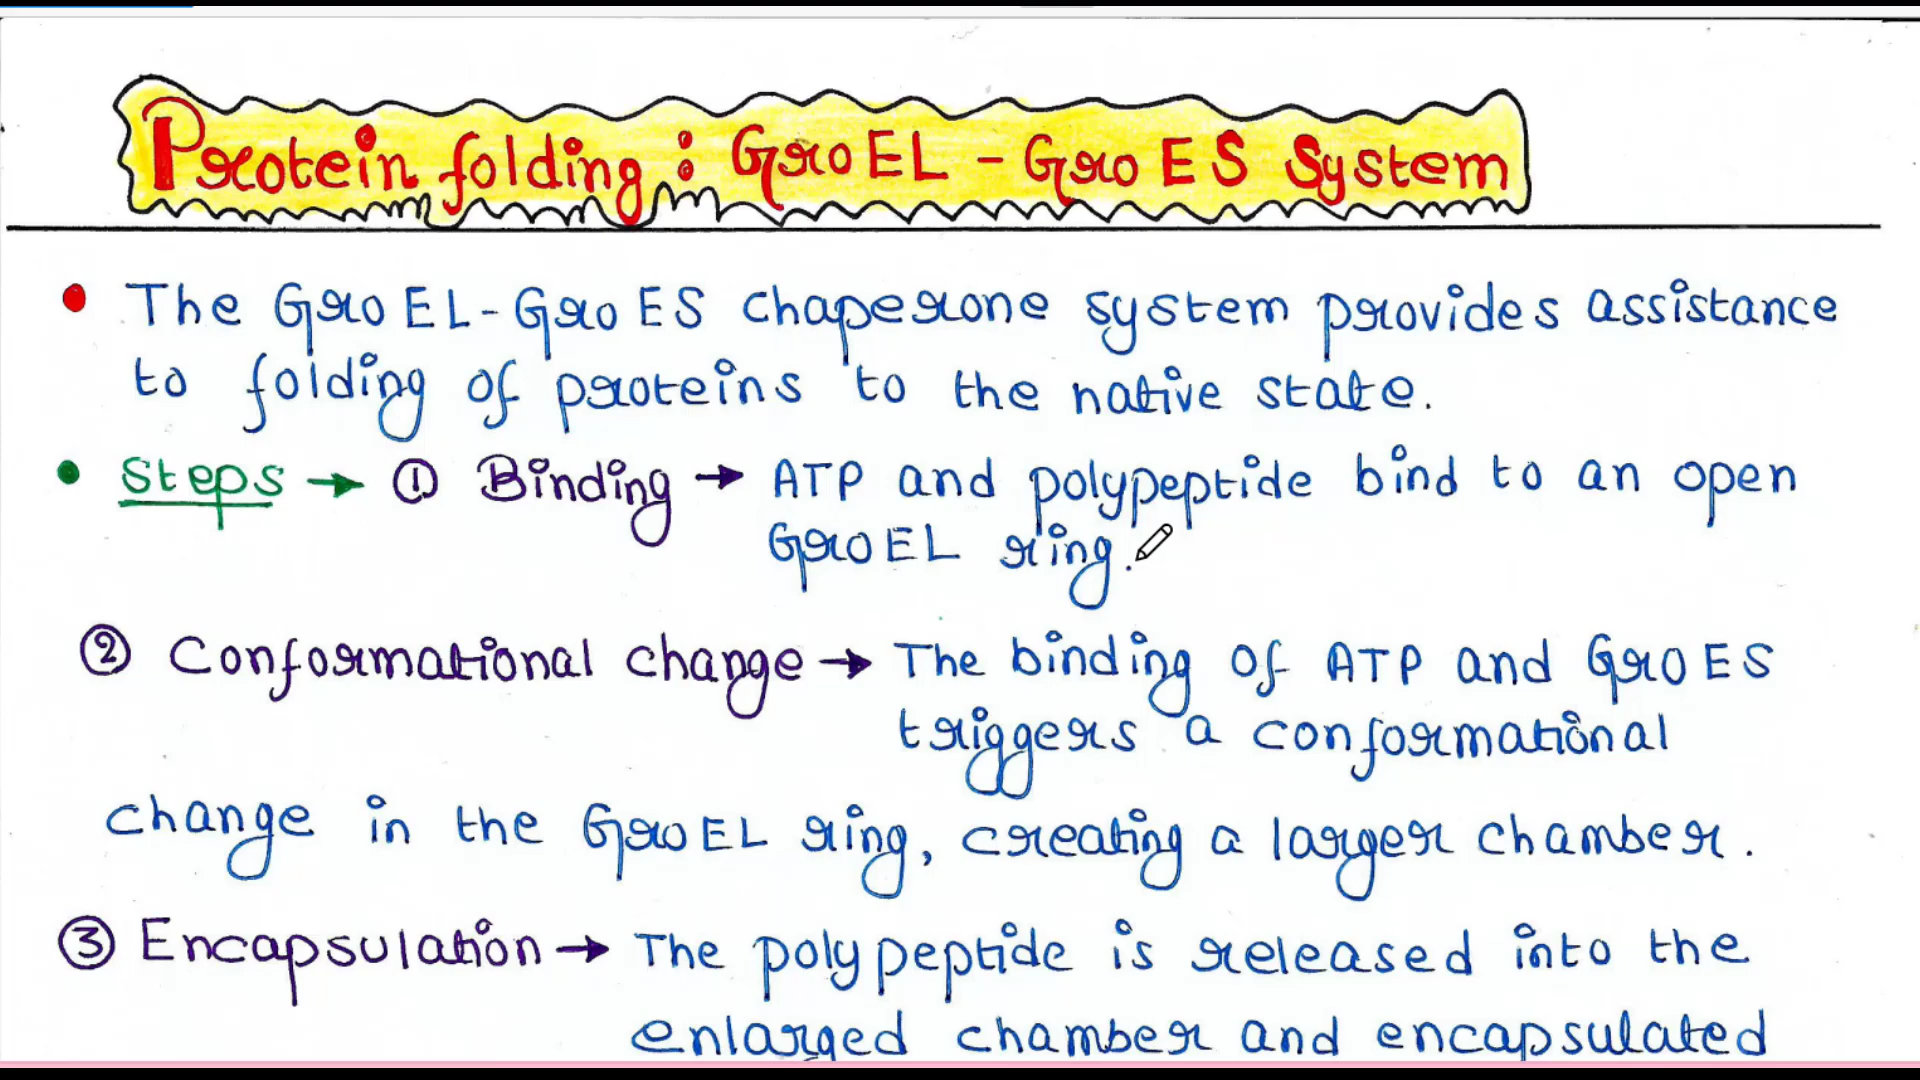 Protein folding : GroEL - GroES System
• The GroEL-GroES chaperone system provides assistance
to folding of proteins to the native state.
• Steps → ① Binding → ATP and polypeptide bind to an open
GroEL ring.
② Conformational change → The binding of ATP and GroES
triggers a conformational
change in the GroEL ring, creating a larger chamber.
③ Encapsulation → The polypeptide is released into the
enlarged chamber and encapsulated